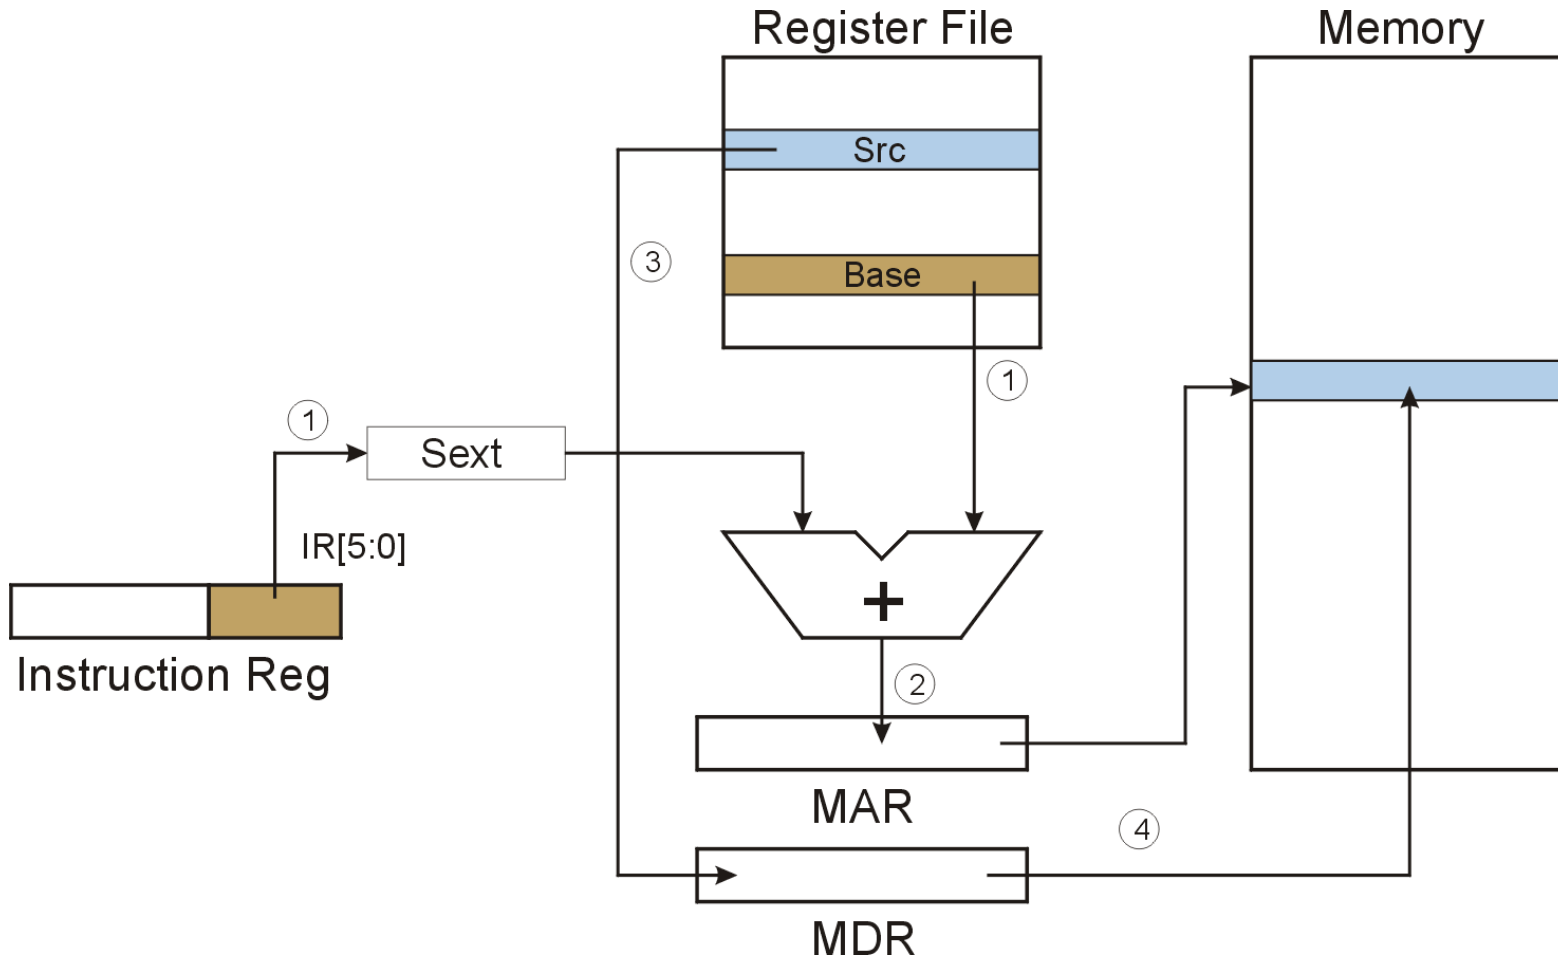 Register File
Memory
Src
3
Base
1
1
Sext
IR[5:0]
+
Instruction Reg
2
MAR
4
MDR